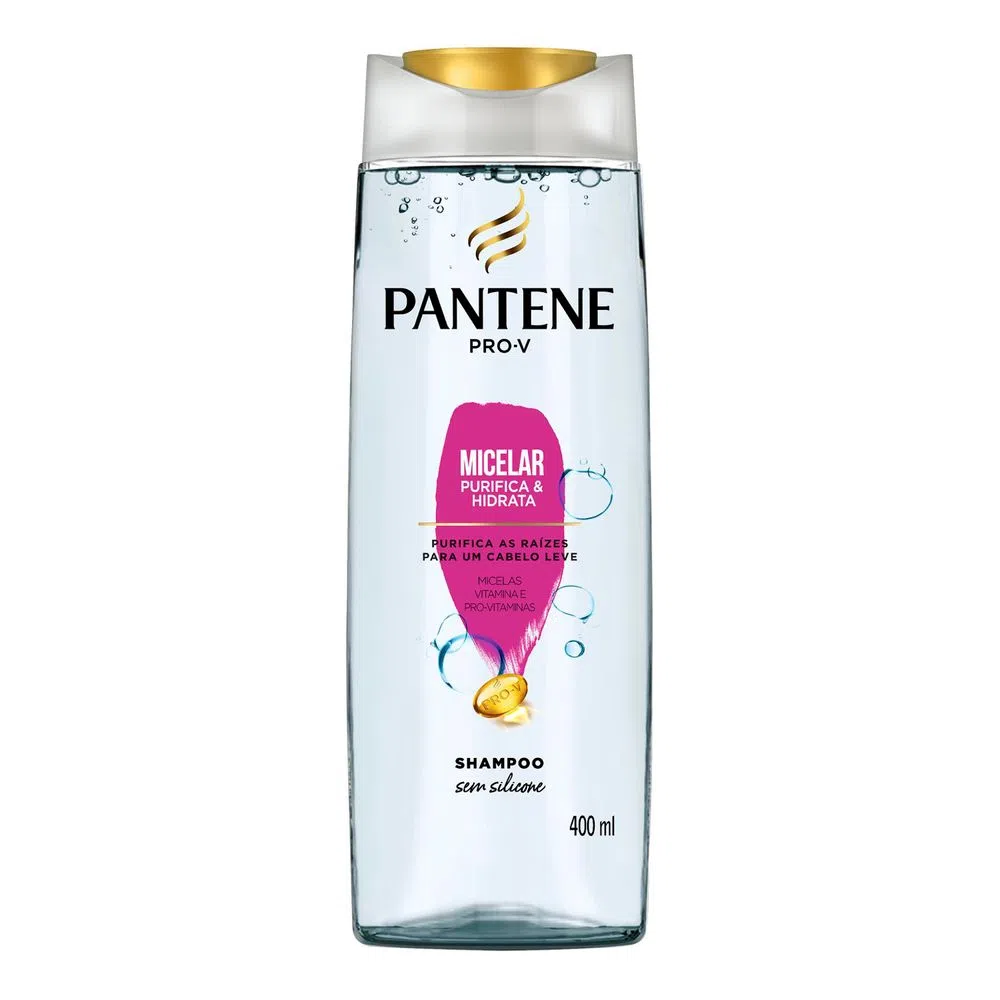 PANTENE
PRO-V
MICELAR
PURIFICA &
HIDRATA
PURIFICA AS RAÍZES
PARA UM CABELO LEVE
MICELAS
VITAMINA E
PRO-VITAMINAS
PRO-V
SHAMPOO
sem silicone
400 ml